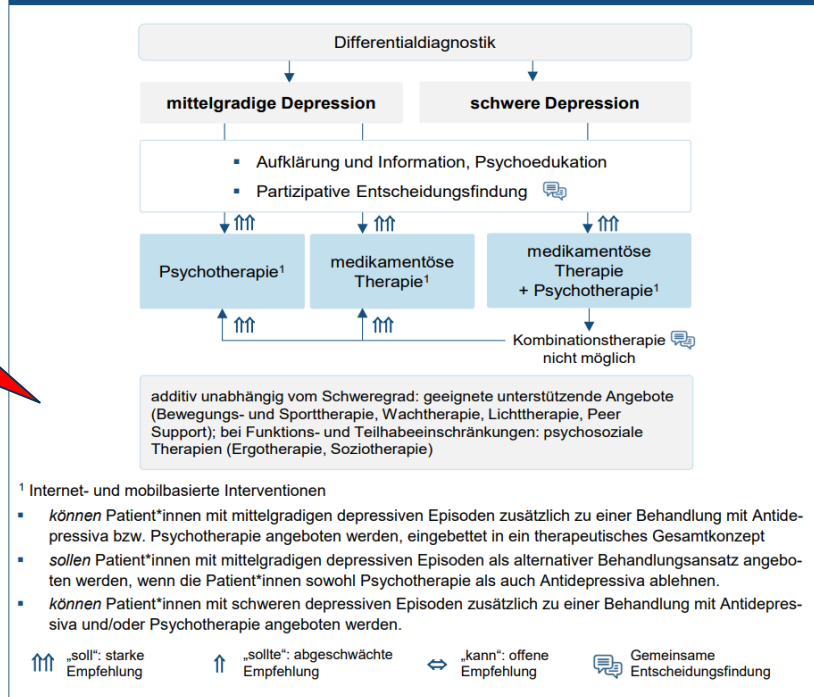 Differentialdiagnostik
mittelgradige Depression
schwere Depression
▪ Aufklärung und Information, Psychoedukation
▪ Partizipative Entscheidungsfindung
⇑⇑
⇑⇑
⇑⇑
Psychotherapie¹
medikamentöse
Therapie¹
medikamentöse
Therapie
+ Psychotherapie¹
⇑⇑
⇑⇑
Kombinationstherapie
nicht möglich
additiv unabhängig vom Schweregrad: geeignete unterstützende Angebote
(Bewegungs- und Sporttherapie, Wachtherapie, Lichttherapie, Peer
Support); bei Funktions- und Teilhabeeinschränkungen: psychosoziale
Therapien (Ergotherapie, Soziotherapie)
¹ Internet- und mobilbasierte Interventionen
▪ können Patient*innen mit mittelgradigen depressiven Episoden zusätzlich zu einer Behandlung mit Antide-
pressiva bzw. Psychotherapie angeboten werden, eingebettet in ein therapeutisches Gesamtkonzept
▪ sollen Patient*innen mit mittelgradigen depressiven Episoden als alternativer Behandlungsansatz angebo-
ten werden, wenn die Patient*innen sowohl Psychotherapie als auch Antidepressiva ablehnen.
▪ können Patient*innen mit schweren depressiven Episoden zusätzlich zu einer Behandlung mit Antidepres-
siva und/oder Psychotherapie angeboten werden.
⇑⇑ „soll“: starke
Empfehlung
⇑ „sollte“: abgeschwächte
Empfehlung
⇔ „kann“: offene
Empfehlung
Gemeinsame
Entscheidungsfindung